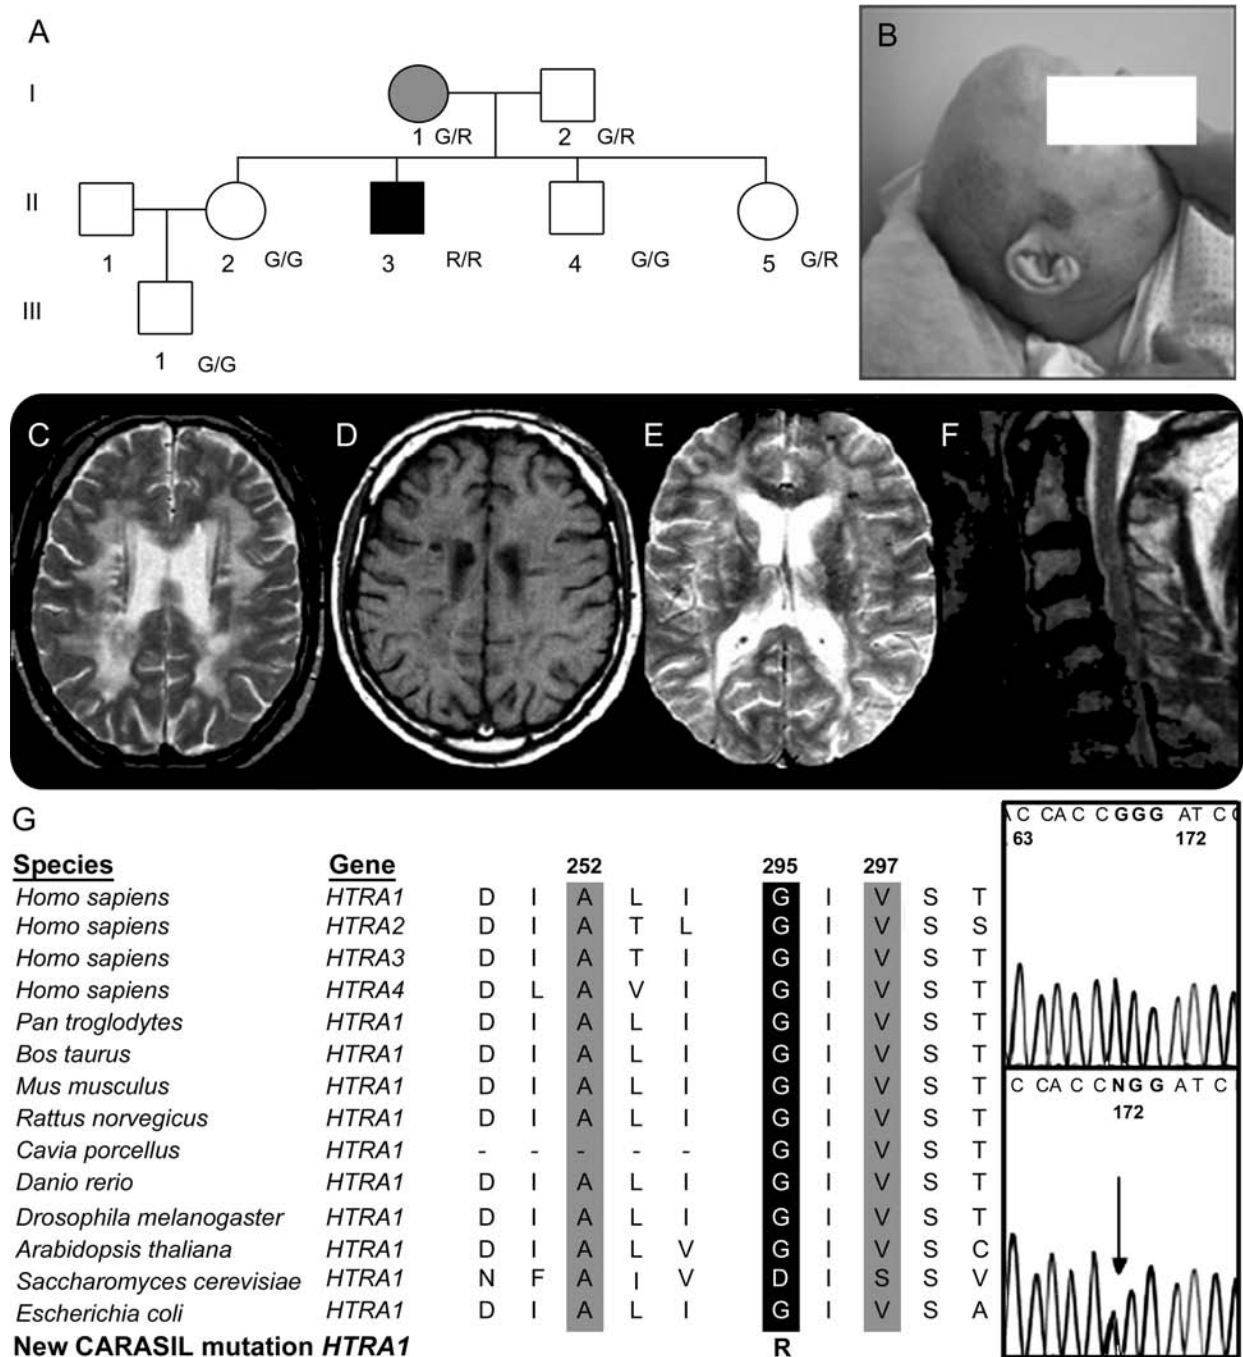 A
B
I
1 G/R 2 G/R
II
1 2 G/G 3 R/R 4 G/G 5 G/R
III
1 G/G
C D E F
G
Species Gene 252 295 297
Homo sapiens HTRA1 D I A L I G I V S T
Homo sapiens HTRA2 D I A T L G I V S S
Homo sapiens HTRA3 D I A T I G I V S T
Homo sapiens HTRA4 D L A V I G I V S T
Pan troglodytes HTRA1 D I A L I G I V S T
Bos taurus HTRA1 D I A L I G I V S T
Mus musculus HTRA1 D I A L I G I V S T
Rattus norvegicus HTRA1 D I A L I G I V S T
Cavia porcellus HTRA1 - - - - - G I V S T
Danio rerio HTRA1 D I A L I G I V S T
Drosophila melanogaster HTRA1 D I A L I G I V S T
Arabidopsis thaliana HTRA1 D I A L V G I V S C
Saccharomyces cerevisiae HTRA1 N F A I V D I S S V
Escherichia coli HTRA1 D I A L I G I V S A
New CARASIL mutation HTRA1 R
A C CA C C G G G AT C C
63 172
C CA C C N G G AT C
172